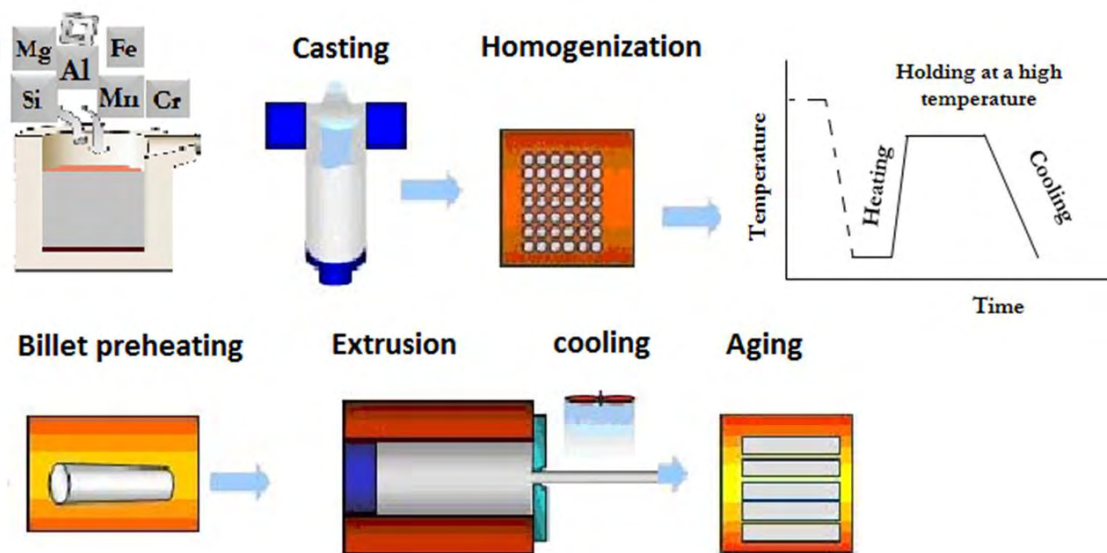 Mg
Fe
Al
Si
Mn
Cr
Casting
Homogenization
Holding at a high
temperature
Temperature
Heating
Cooling
Time
Billet preheating
Extrusion
cooling
Aging